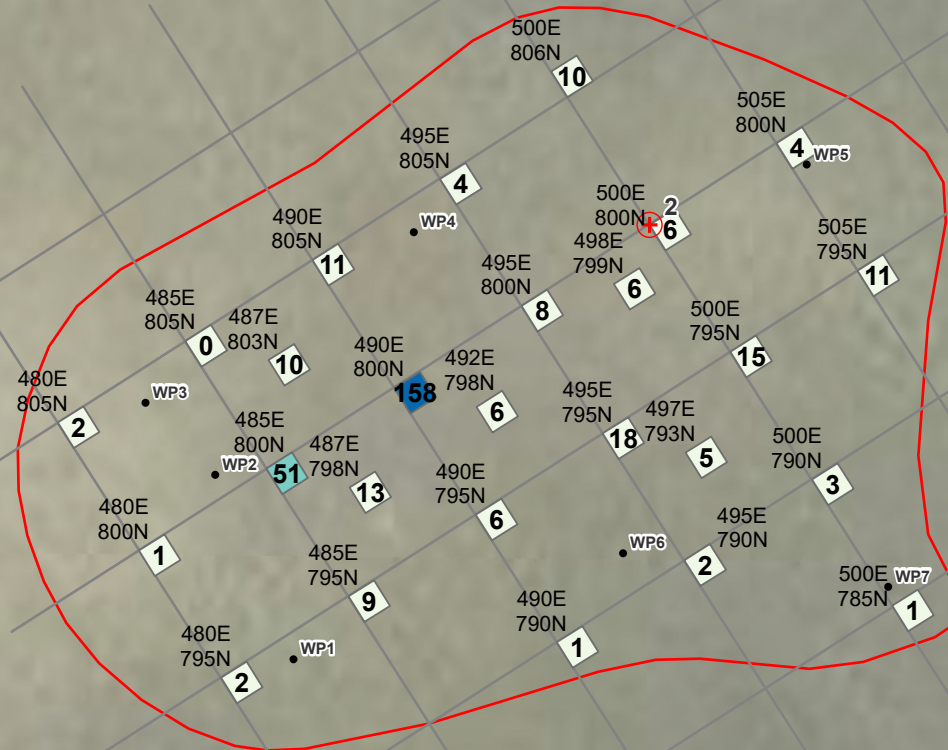 500E
806N
10
505E
800N
4
WP5
495E
805N
4
500E
800N
2
6
490E
805N
11
WP4
498E
799N
6
505E
795N
11
495E
800N
8
485E
805N
0
487E
803N
10
500E
795N
15
490E
800N
158
492E
798N
6
480E
805N
2
WP3
495E
795N
18
497E
793N
5
485E
800N
51
WP2
487E
798N
13
500E
790N
3
490E
795N
6
480E
800N
1
WP6
495E
790N
2
485E
795N
9
500E
785N
WP7
1
490E
790N
1
480E
795N
2
WP1